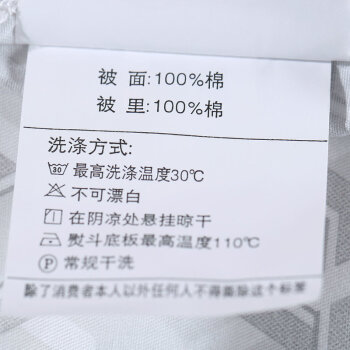 被 面:100%棉
被 里:100%棉
洗涤方式:
30 最高洗涤温度30℃
不可漂白
在阴凉处悬挂晾干
熨斗底板最高温度110℃
P 常规干洗
除了消费者本人以外任何人不得撕除这个标签